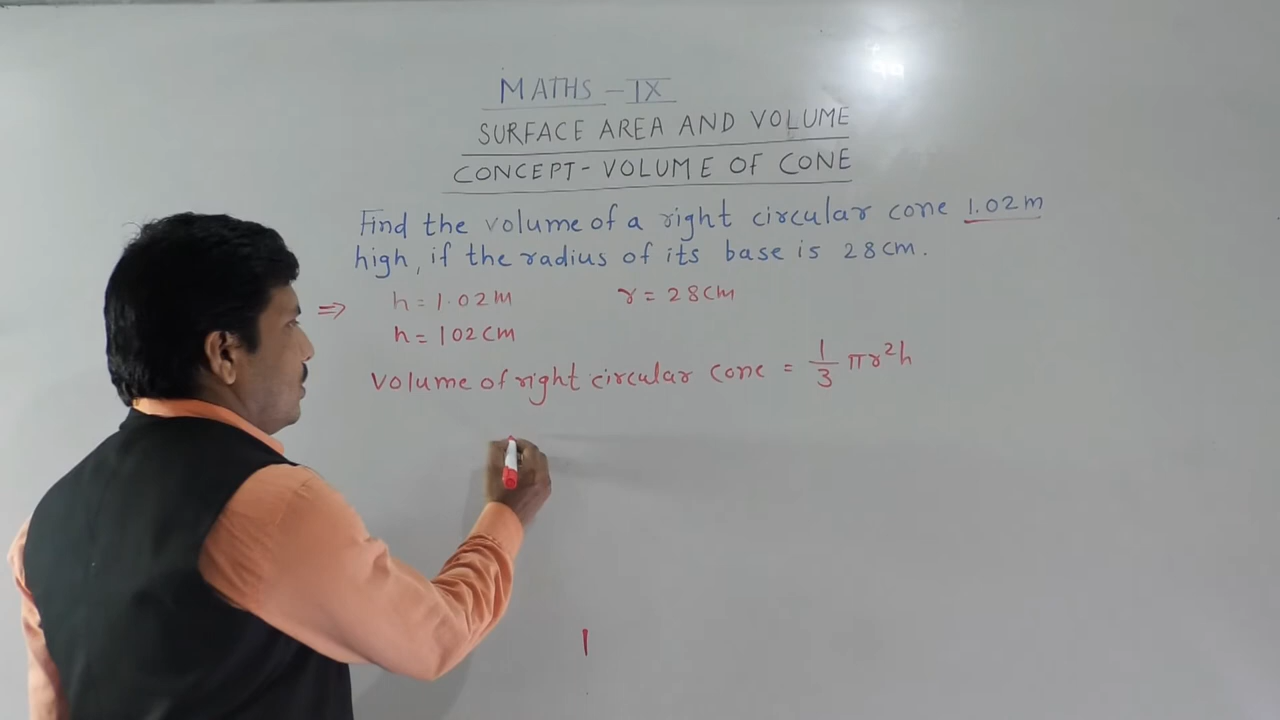 MATHS - IX
SURFACE AREA AND VOLUME
CONCEPT - VOLUME OF CONE
Find the volume of a right circular cone 1.02m
high, if the radius of its base is 28cm.
⇒ h = 1.02m r = 28cm
h = 102cm
Volume of right circular cone = 1/3 πr²h